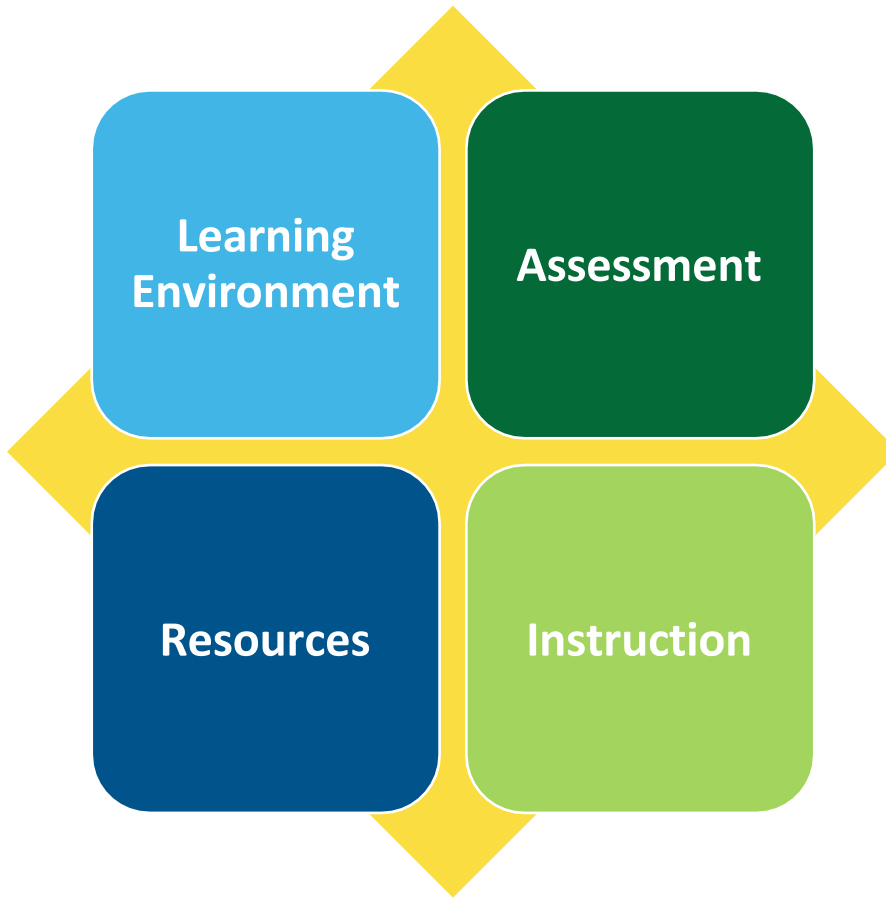 Learning
Environment
Assessment
Resources
Instruction